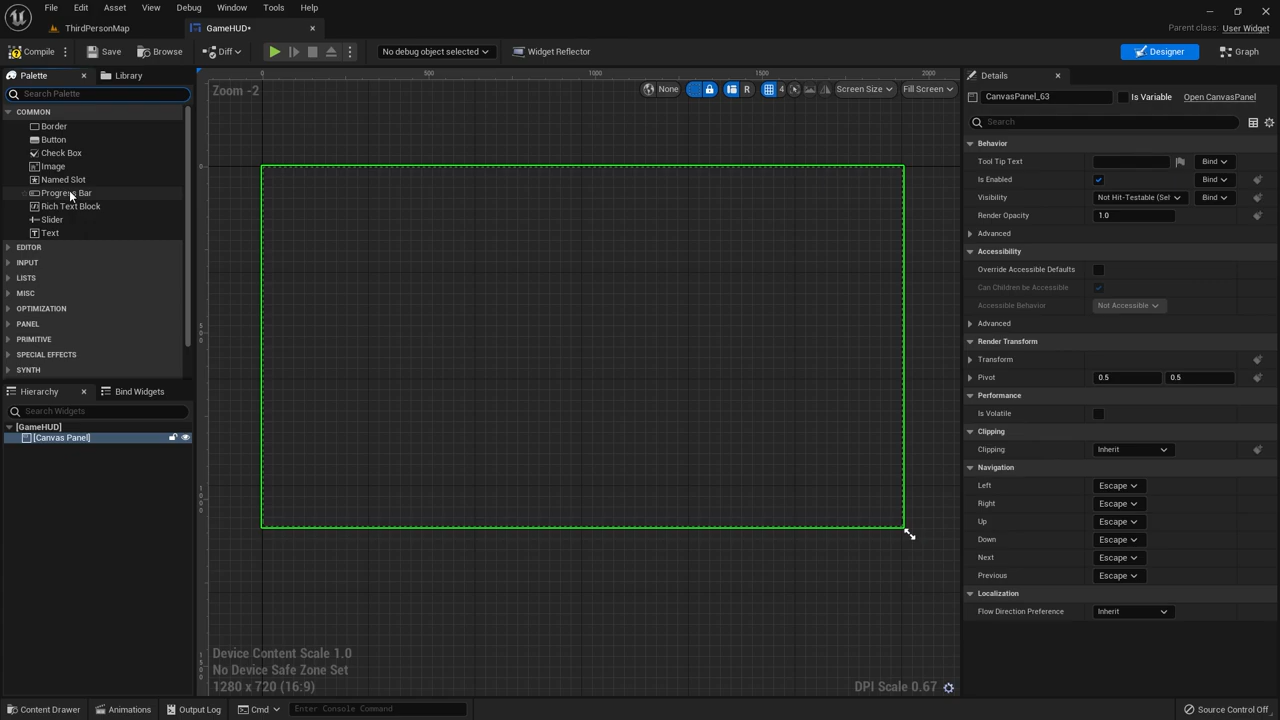 File Edit Asset View Debug Window Tools Help
ThirdPersonMap
GameHUD*
Parent class: User Widget
Compile Save Browse Diff No debug object selected Widget Reflector Designer Graph
Palette Library
Search Palette
COMMON
Border
Button
Check Box
Image
Named Slot
Progress Bar
Rich Text Block
Slider
Text
EDITOR
INPUT
LISTS
MISC
OPTIMIZATION
PANEL
PRIMITIVE
SPECIAL EFFECTS
SYNTH
Hierarchy Bind Widgets
Search Widgets
[GameHUD]
[Canvas Panel]
0 500 1000 1500 2000
Zoom -2
None R 4 Screen Size Fill Screen
0
500
1000
1500
Device Content Scale 1.0
No Device Safe Zone Set
1280 x 720 (16:9)
DPI Scale 0.67
Details
CanvasPanel_63 Is Variable Open CanvasPanel
Search
Behavior
Tool Tip Text Bind
Is Enabled Bind
Visibility Not Hit-Testable (Sel Bind
Render Opacity 1.0
Advanced
Accessibility
Override Accessible Defaults
Can Children be Accessible
Accessible Behavior Not Accessible
Advanced
Render Transform
Transform
Pivot 0.5 0.5
Performance
Is Volatile
Clipping
Clipping Inherit
Navigation
Left Escape
Right Escape
Up Escape
Down Escape
Next Escape
Previous Escape
Localization
Flow Direction Preference Inherit
Content Drawer Animations Output Log Cmd Enter Console Command Source Control Off